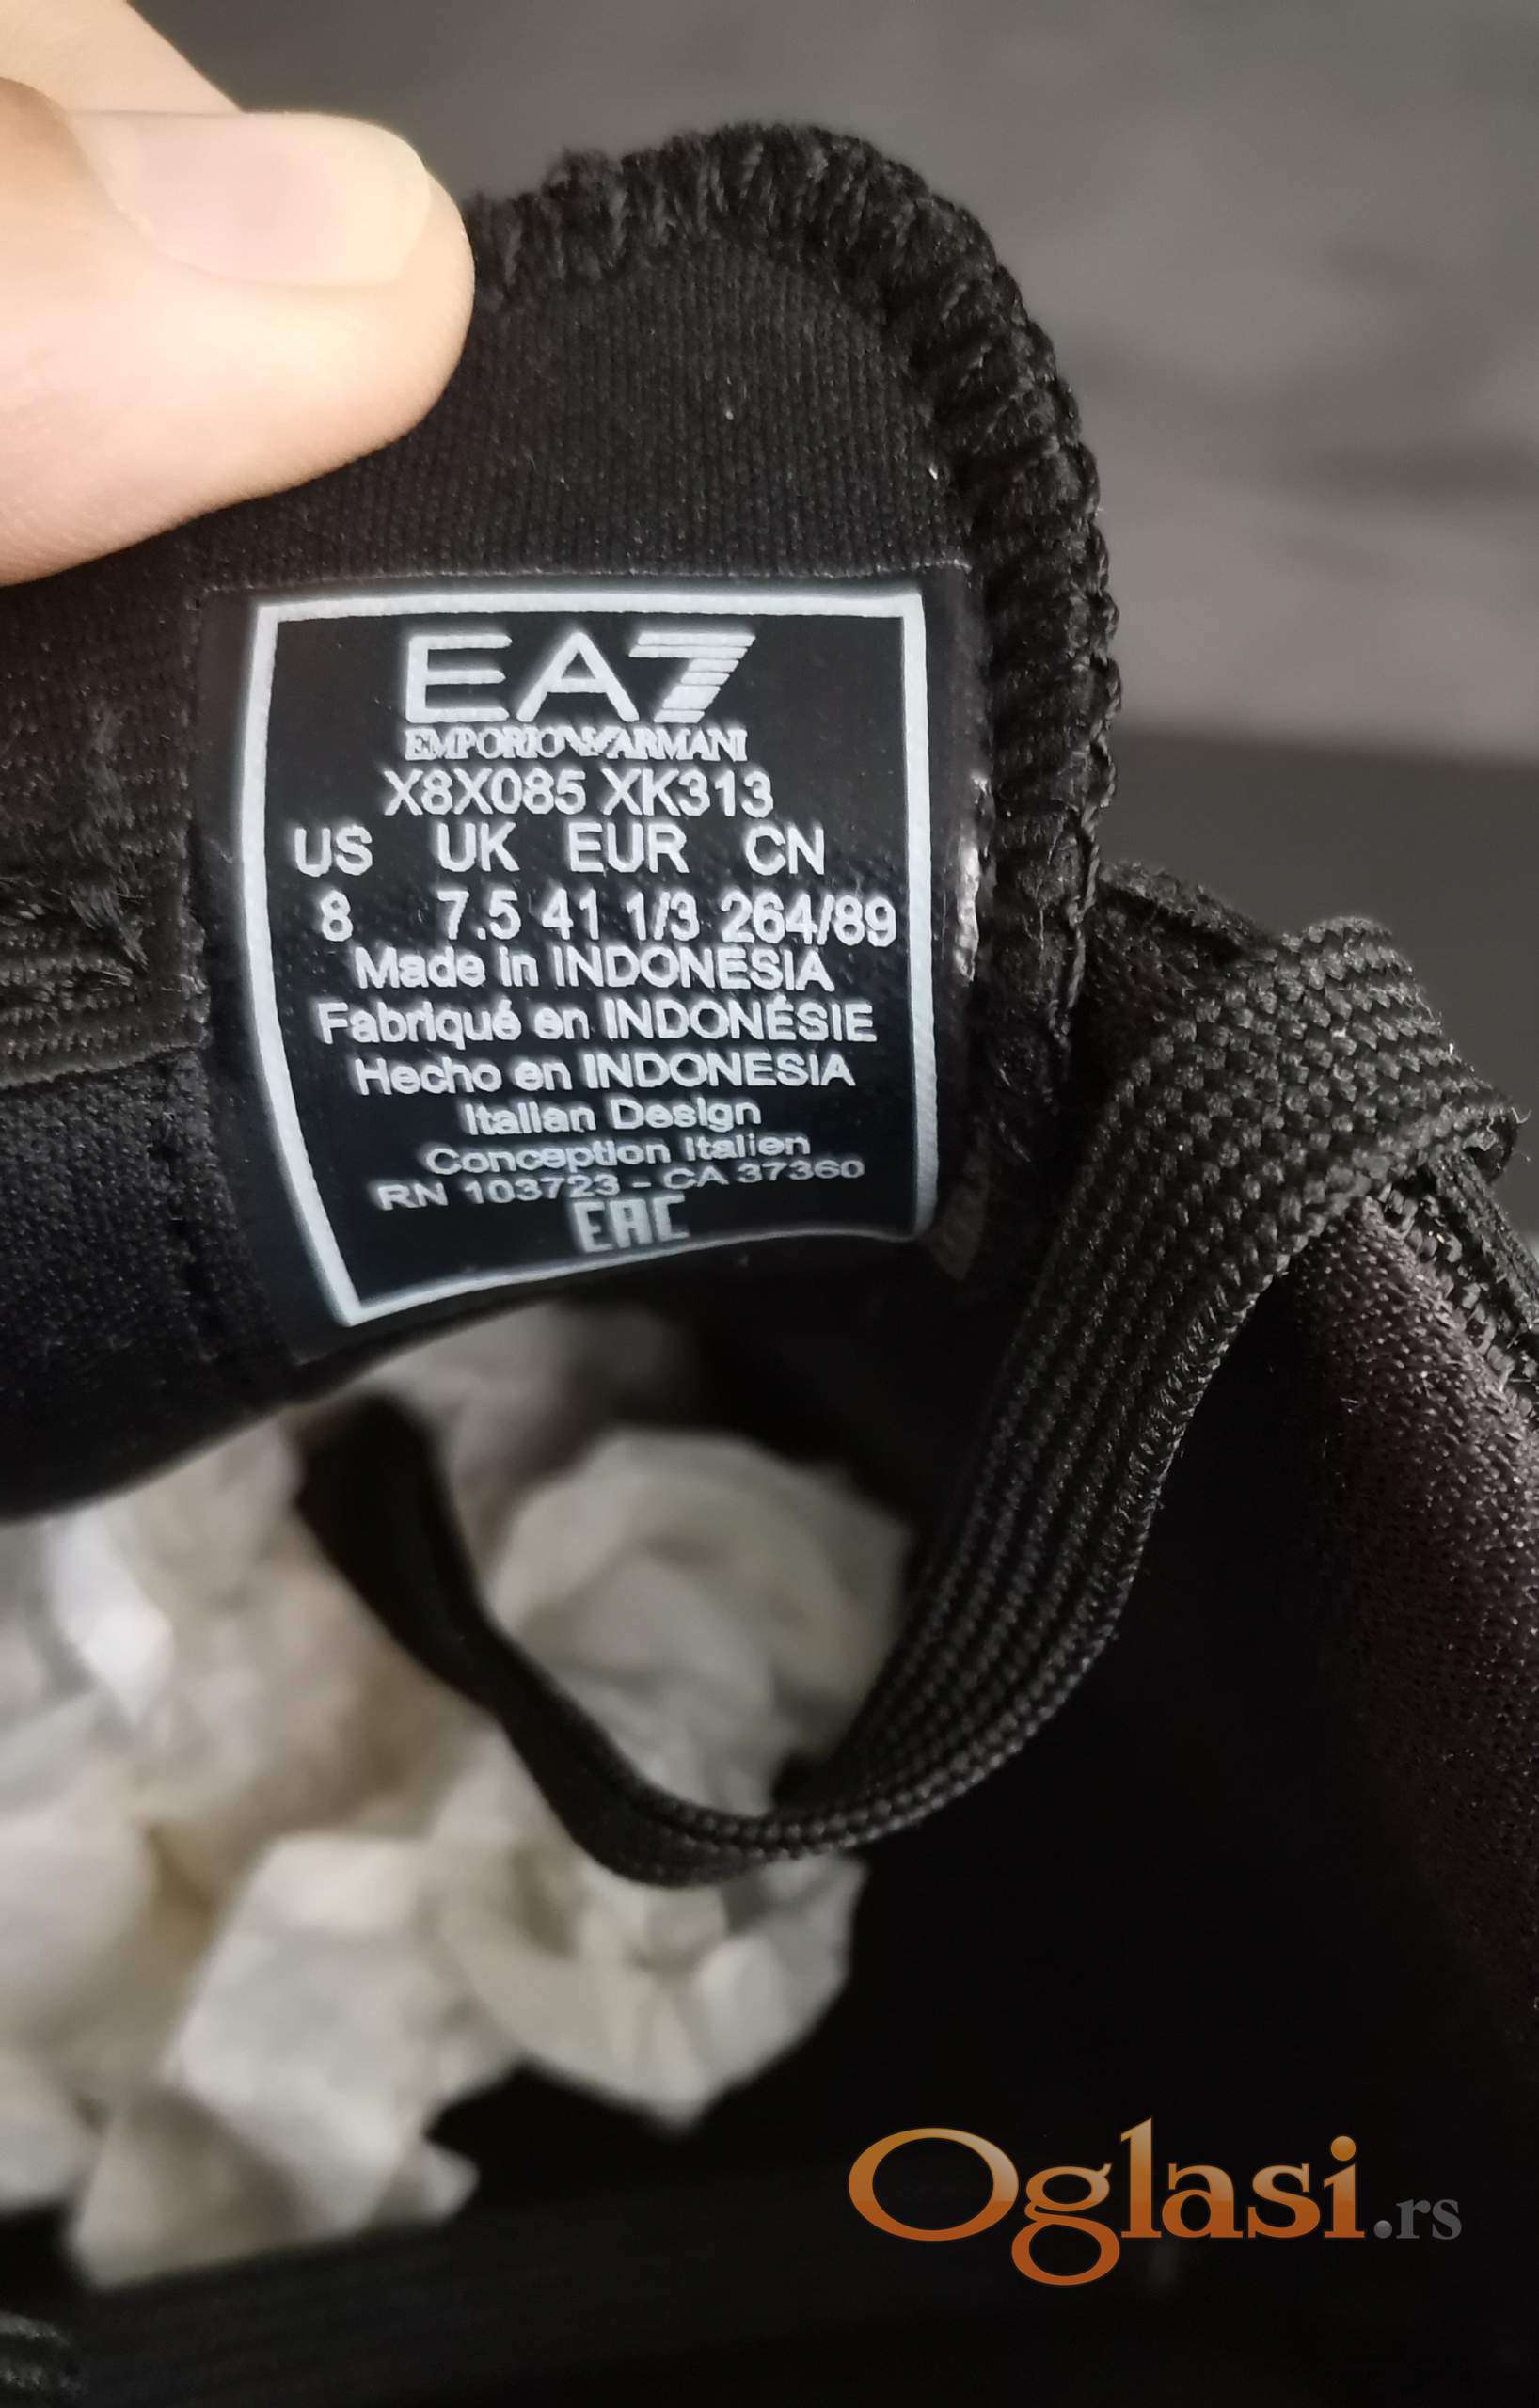 EA7
EMPORIO ARMANI
X8X085 XK313
US UK EUR CN
8 7.5 41 1/3 264/89
Made in INDONESIA
Fabriqué en INDONÉSIE
Hecho en INDONESIA
Italian Design
Conception Italien
RN 103723 - CA 37360
EAC
Oglasi.rs